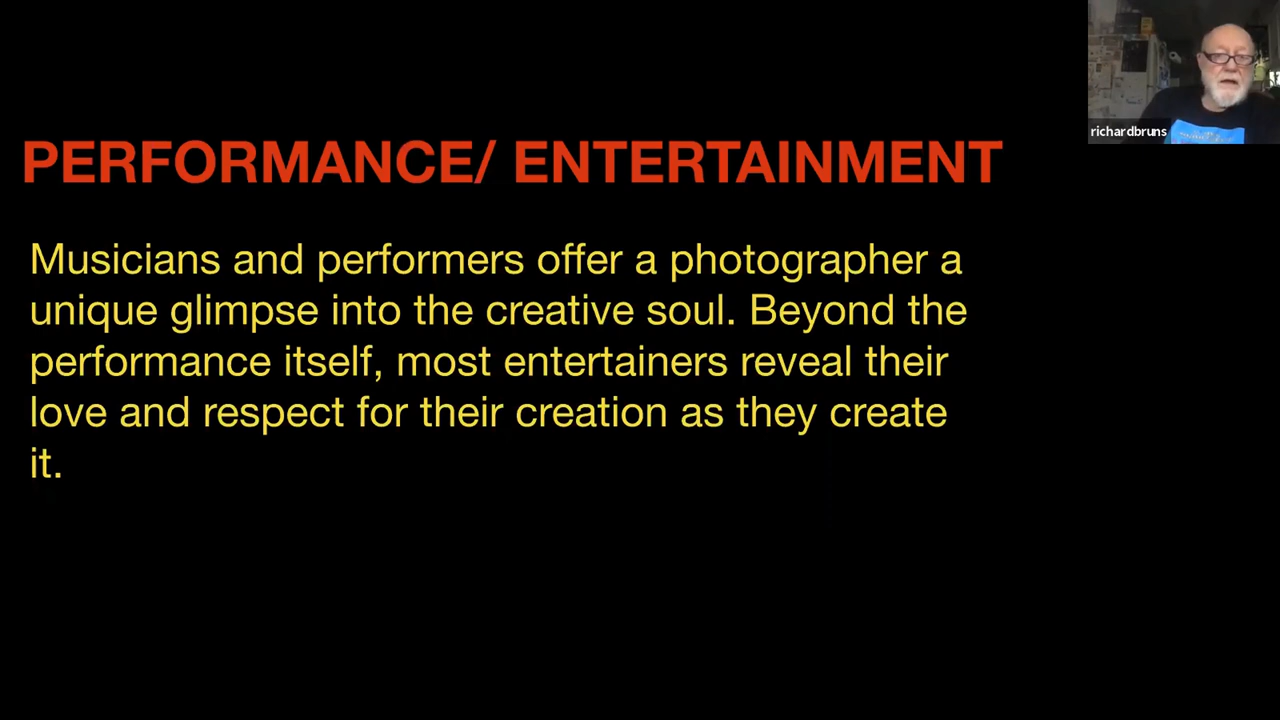 PERFORMANCE/ ENTERTAINMENT
Musicians and performers offer a photographer a
unique glimpse into the creative soul. Beyond the
performance itself, most entertainers reveal their
love and respect for their creation as they create
it.
richardbruns